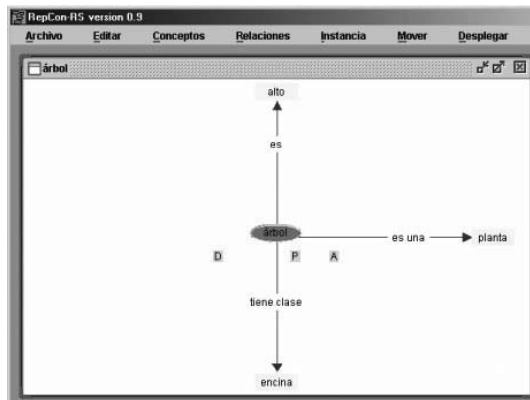 RepCon-RS version 0.9
Archivo Editar Conceptos Relaciones Instancia Mover Desplegar
árbol
alto
es
árbol
es una planta
D P A
tiene clase
encina